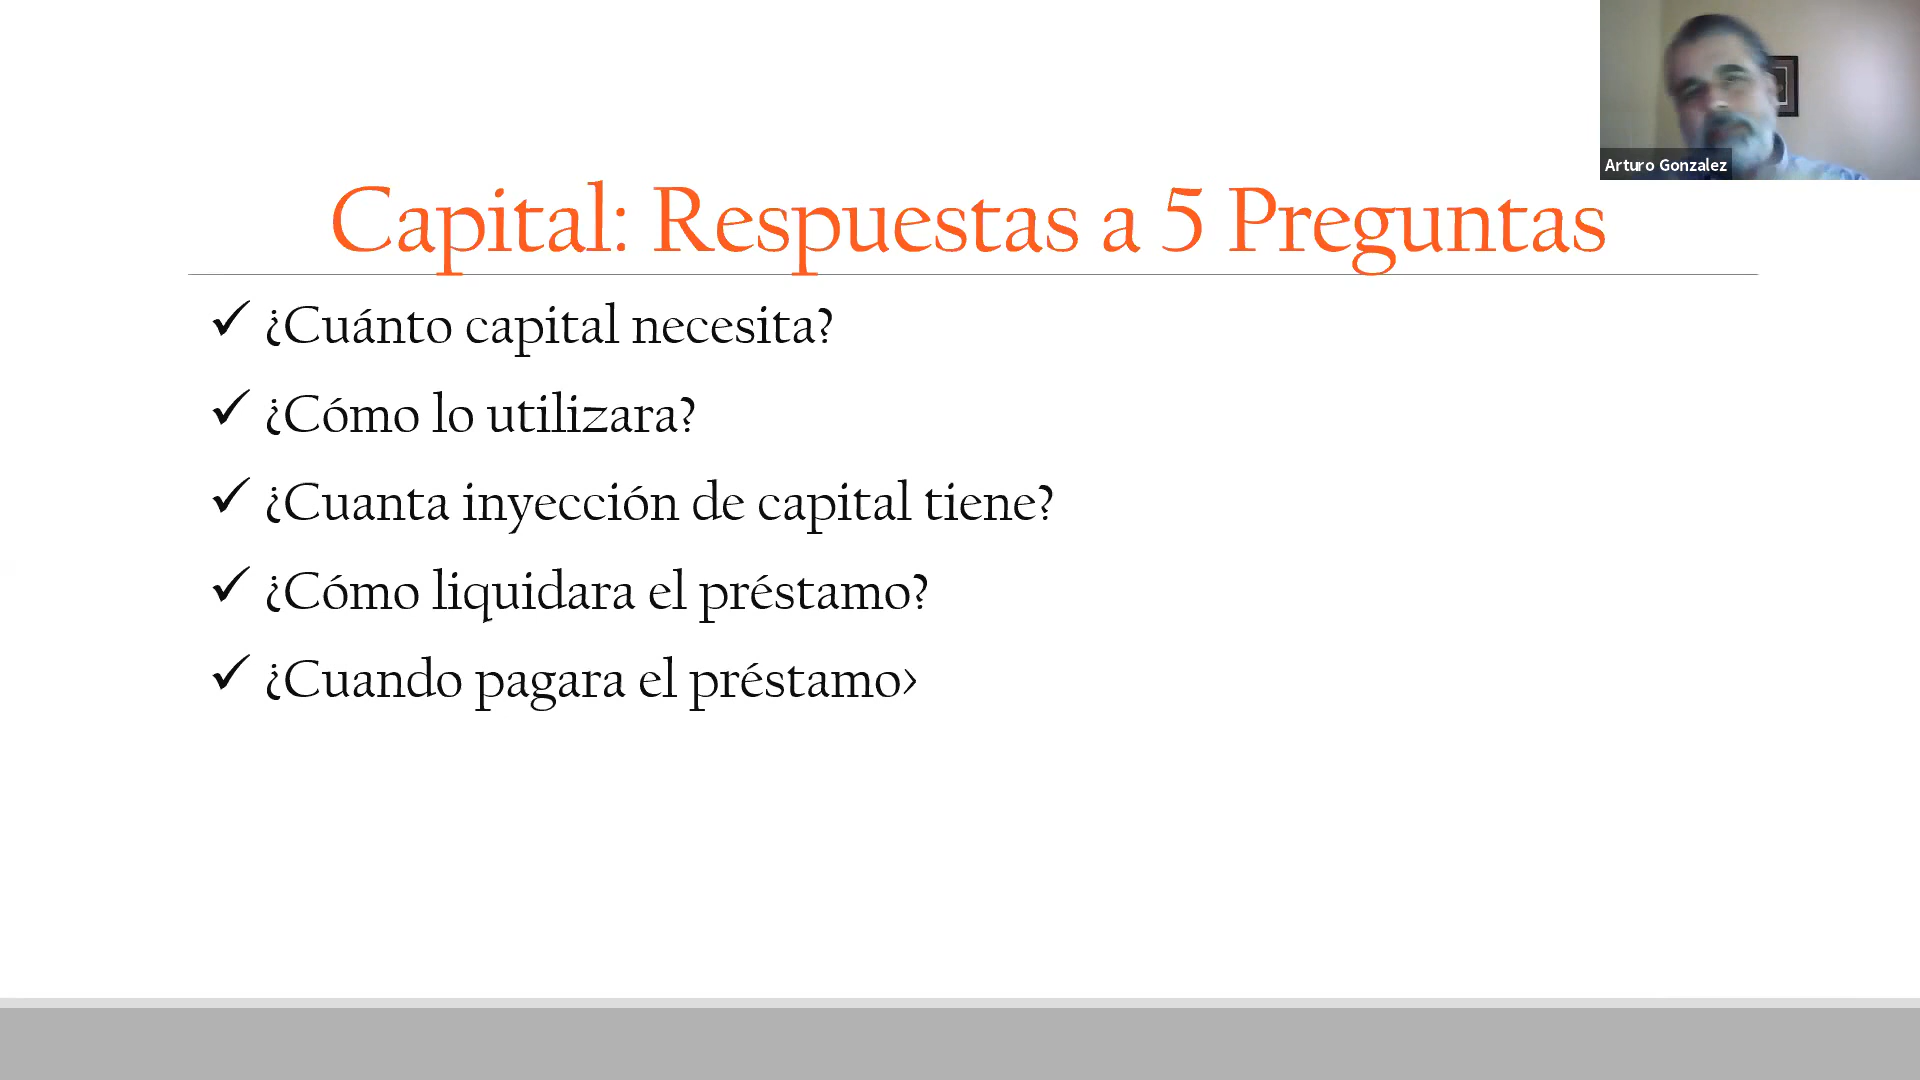 Arturo Gonzalez
Capital: Respuestas a 5 Preguntas
✓ ¿Cuánto capital necesita?
✓ ¿Cómo lo utilizara?
✓ ¿Cuanta inyección de capital tiene?
✓ ¿Cómo liquidara el préstamo?
✓ ¿Cuando pagara el préstamo>